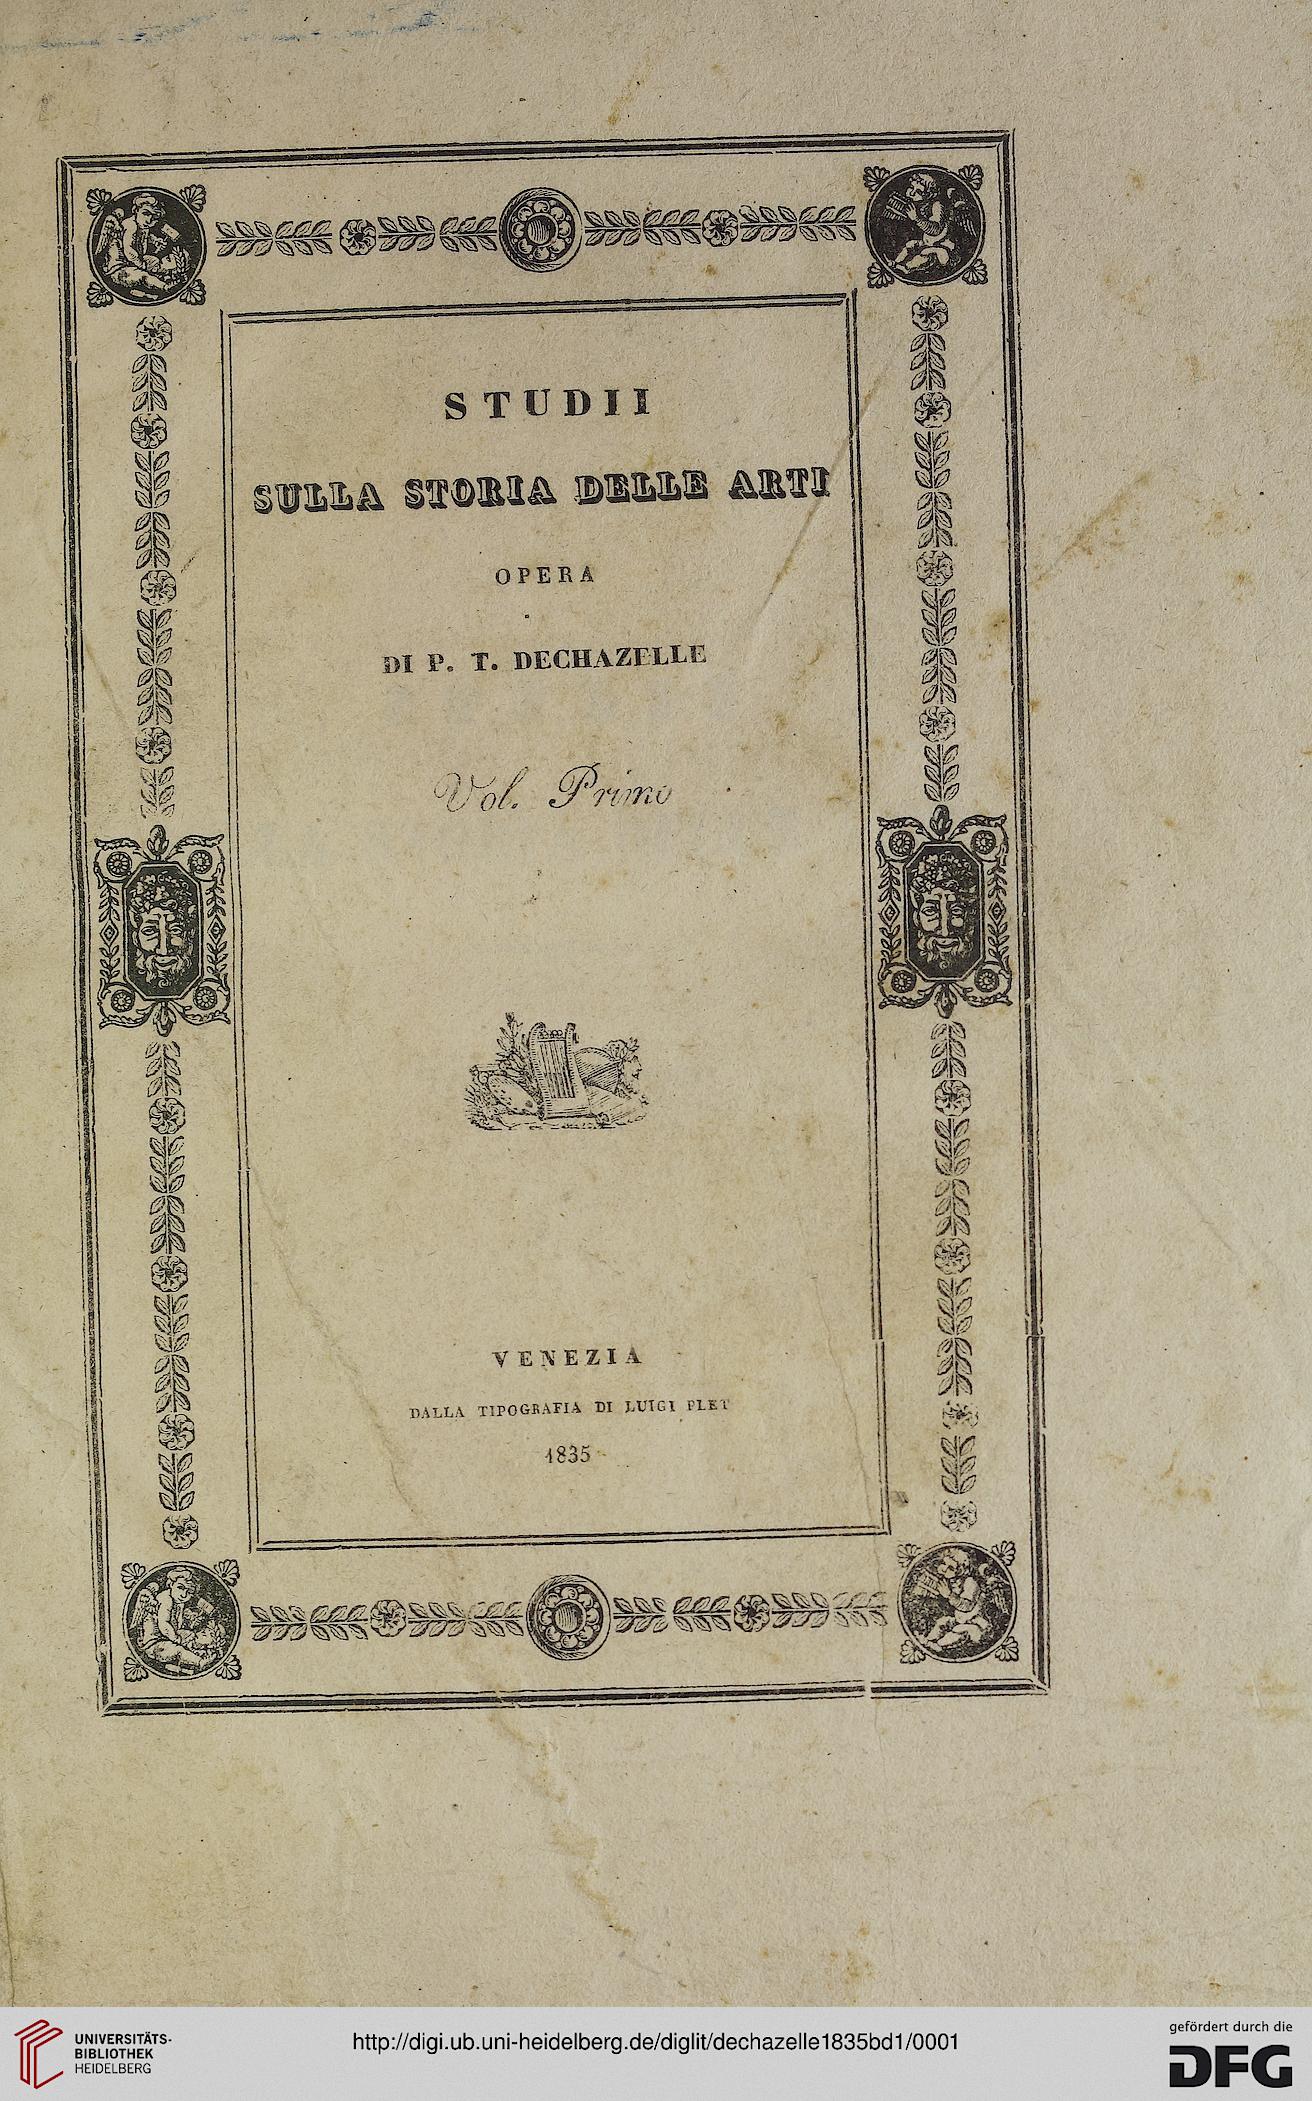 STUDII
SULLA STORIA DELLE ARTI
OPERA
DI P. T. DECHAZELLE
Vol. Primo
VENEZIA
DALLA TIPOGRAFIA DI LUIGI PLET
1835
UNIVERSITÄTS-
BIBLIOTHEK
HEIDELBERG
http://digi.ub.uni-heidelberg.de/diglit/dechazelle1835bd1/0001
gefördert durch die
DFG